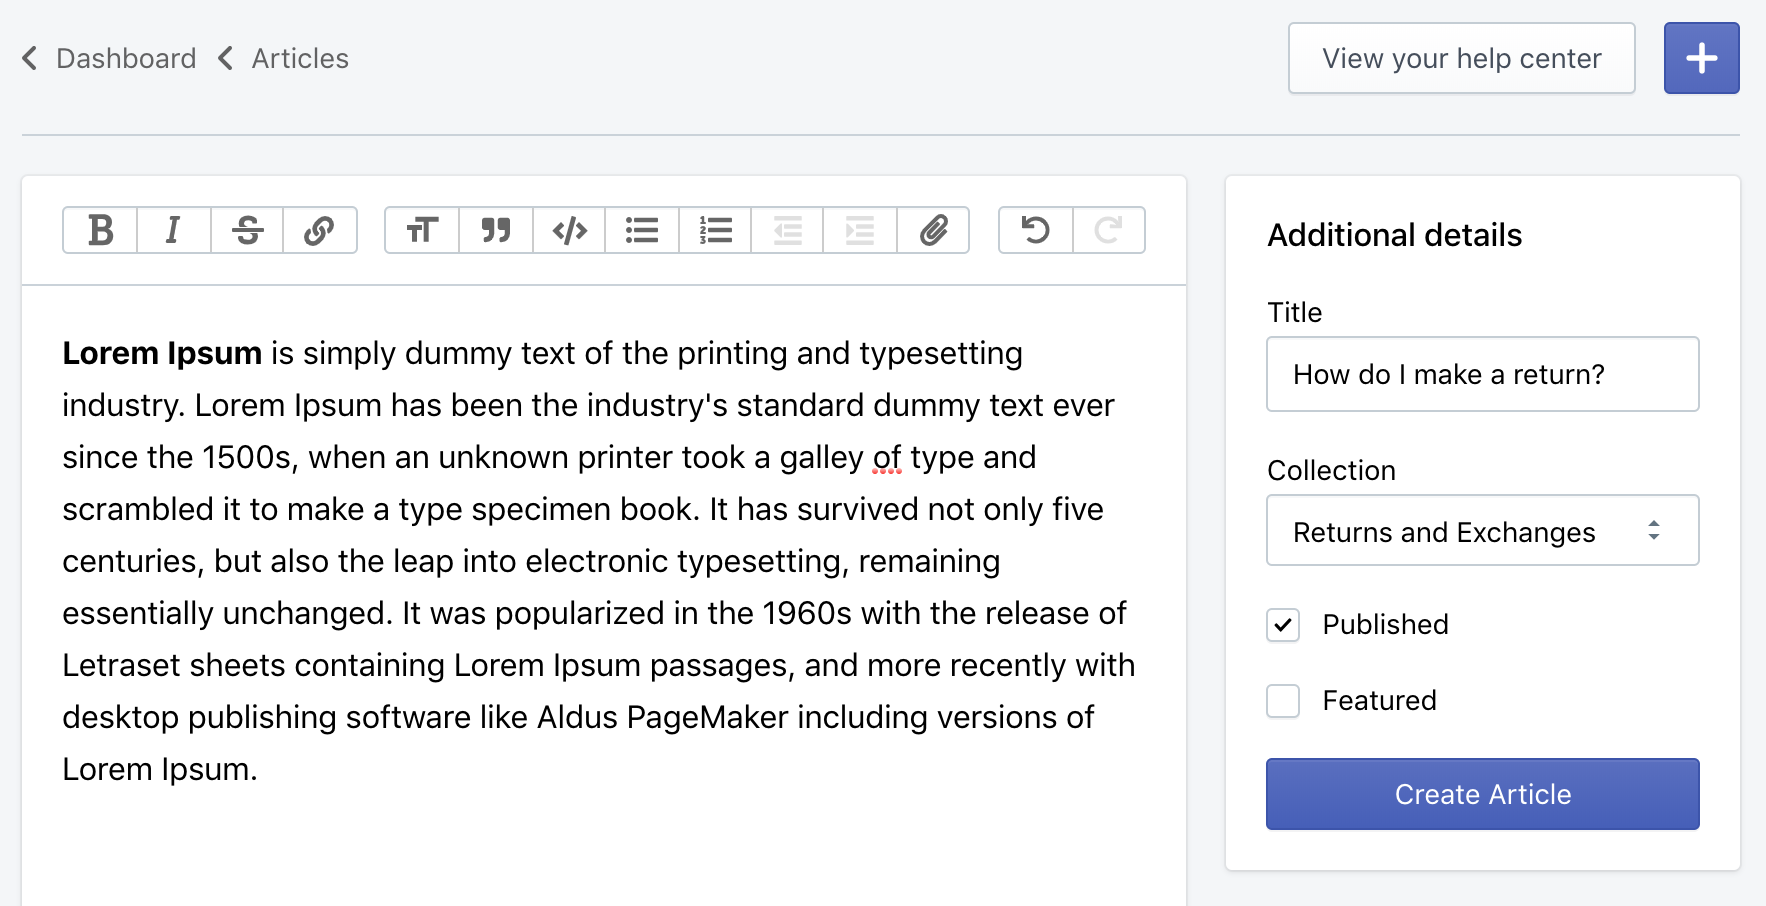 Dashboard Articles
View your help center
Lorem Ipsum is simply dummy text of the printing and typesetting
industry. Lorem Ipsum has been the industry's standard dummy text ever
since the 1500s, when an unknown printer took a galley of type and
scrambled it to make a type specimen book. It has survived not only five
centuries, but also the leap into electronic typesetting, remaining
essentially unchanged. It was popularized in the 1960s with the release of
Letraset sheets containing Lorem Ipsum passages, and more recently with
desktop publishing software like Aldus PageMaker including versions of
Lorem Ipsum.
Additional details
Title
How do I make a return?
Collection
Returns and Exchanges
Published
Featured
Create Article